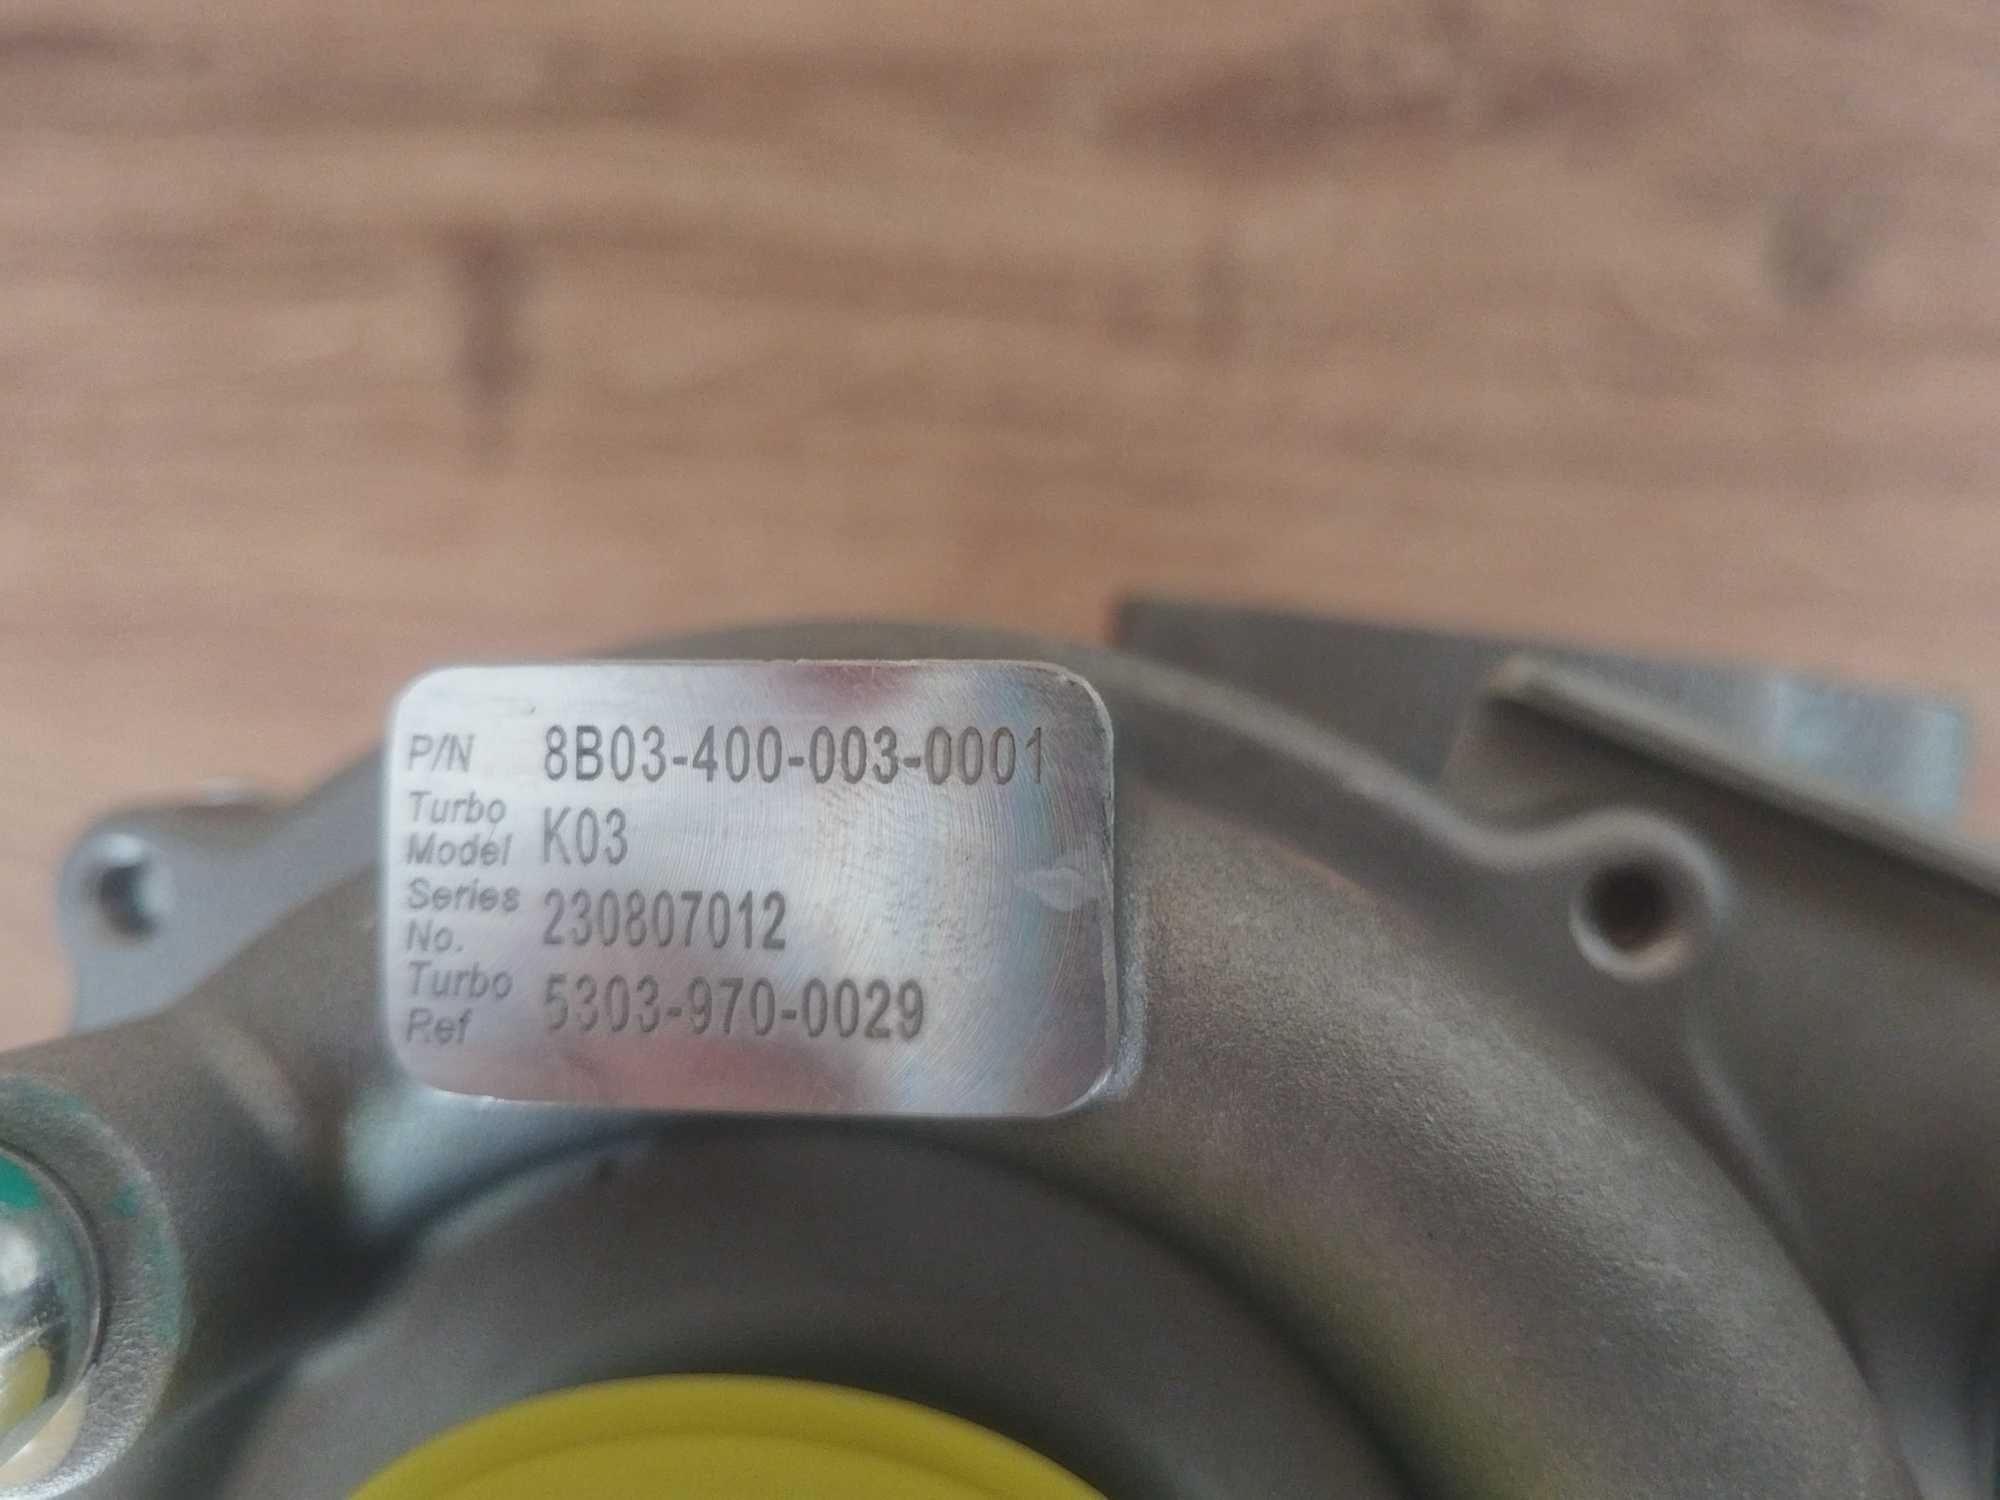 P/N 8B03-400-003-0001
Turbo
Model K03
Series
No. 230807012
Turbo
Ref 5303-970-0029